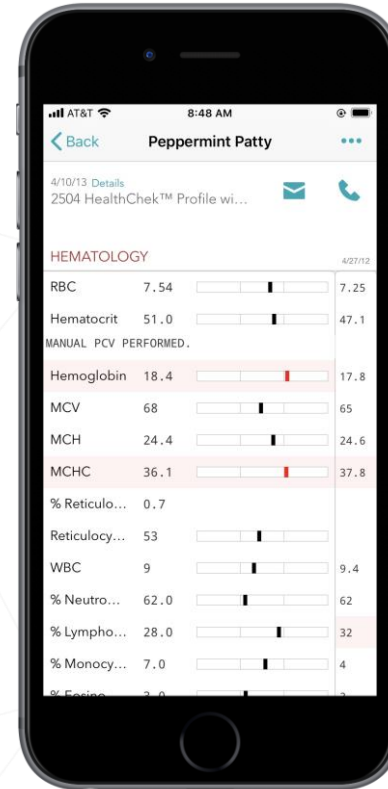 AT&T 8:48 AM
Back Peppermint Patty
4/10/13 Details
2504 HealthChek™ Profile wi...
HEMATOLOGY 4/27/12
RBC 7.54 7.25
Hematocrit 51.0 47.1
MANUAL PCV PERFORMED.
Hemoglobin 18.4 17.8
MCV 68 65
MCH 24.4 24.6
MCHC 36.1 37.8
% Reticulo... 0.7
Reticulocy... 53
WBC 9 9.4
% Neutro... 62.0 62
% Lympho... 28.0 32
% Monocy... 7.0 4